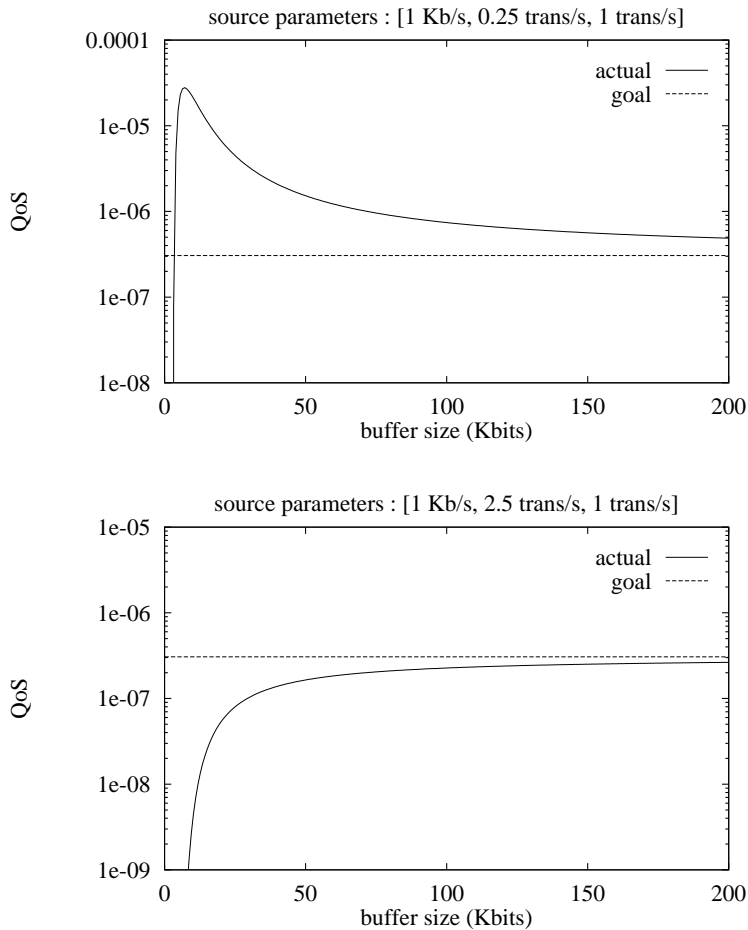 source parameters : [1 Kb/s, 0.25 trans/s, 1 trans/s]
0.0001
actual
goal
1e-05
QoS
1e-06
1e-07
1e-08
0 50 100 150 200
buffer size (Kbits)
source parameters : [1 Kb/s, 2.5 trans/s, 1 trans/s]
1e-05
actual
goal
1e-06
QoS
1e-07
1e-08
1e-09
0 50 100 150 200
buffer size (Kbits)